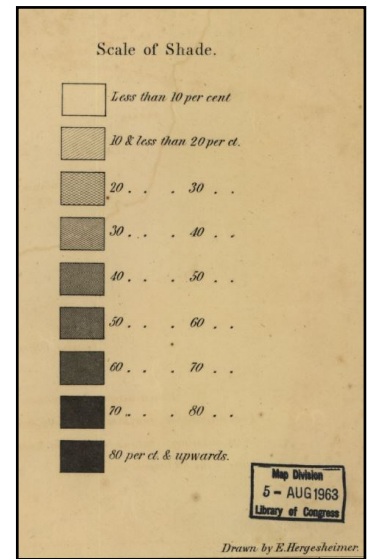 Scale of Shade.
Less than 10 per cent
10 & less than 20 per ct.
20 . . . 30 . .
30 . . . 40 . .
40 . . . 50 . .
50 . . . 60 . .
60 . . . 70 . .
70 . . . 80 . .
80 per ct. & upwards.
Map Division
5 - AUG 1963
Library of Congress
Drawn by E. Hergesheimer.